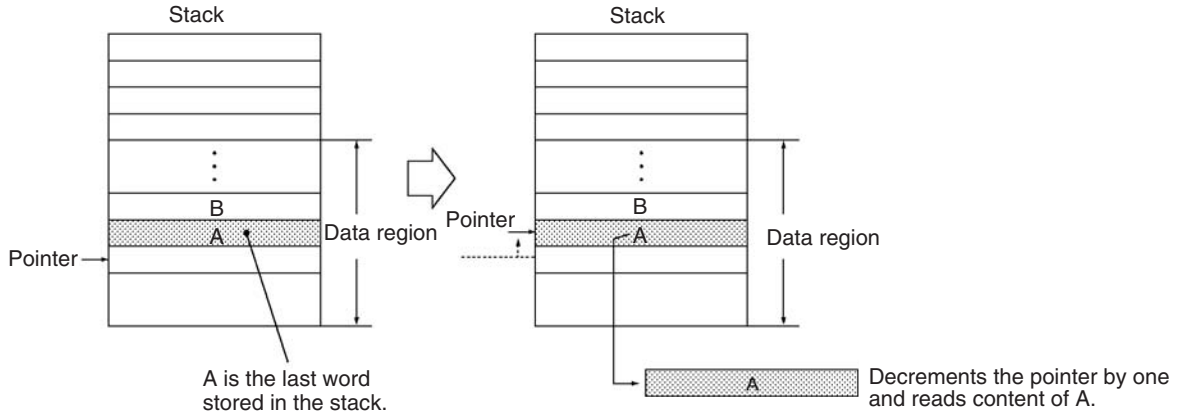 Stack
B
A
Data region
Pointer
A is the last word
stored in the stack.
Stack
B
Pointer
A
Data region
A
Decrements the pointer by one
and reads content of A.